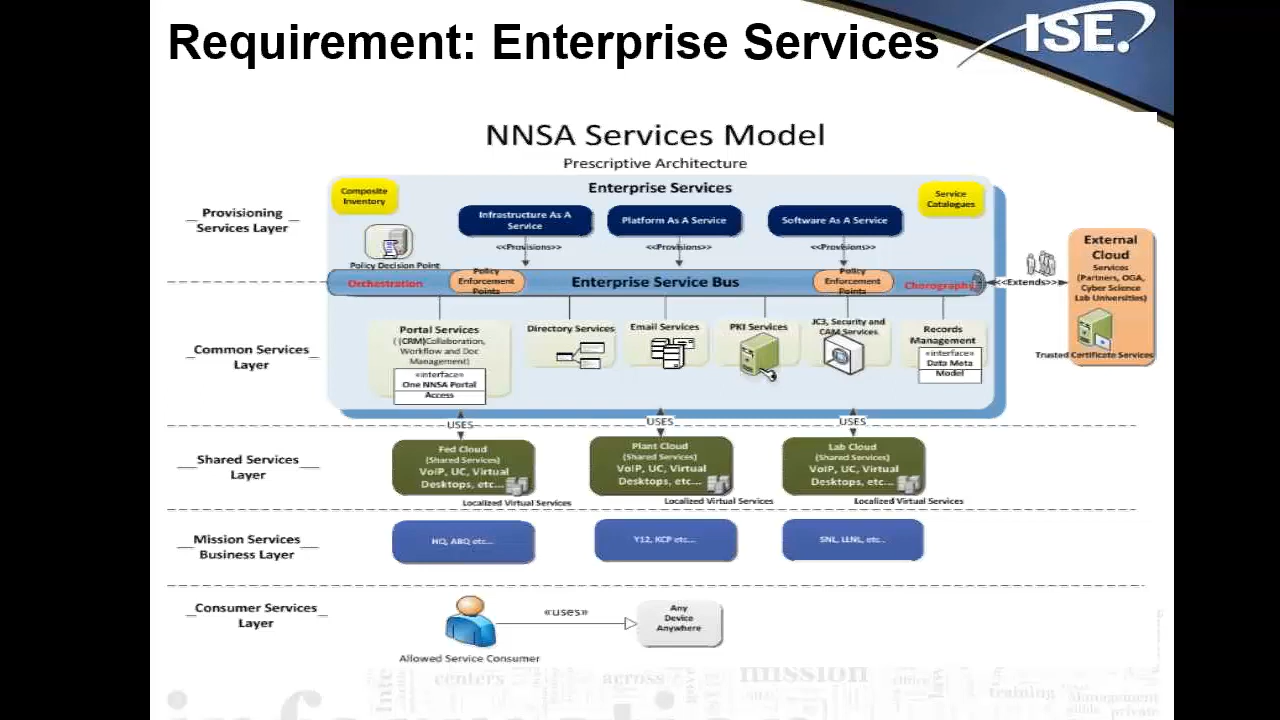 Requirement: Enterprise Services
ISE.
NNSA Services Model
Prescriptive Architecture
Enterprise Services
Composite
Inventory
Service
Catalogues
Provisioning
Services Layer
Infrastructure As A
Service
Platform As A Service
Software As A Service
<<Provisions>>
<<Provisions>>
<<Provisions>>
Policy Decision Point
Orchestration
Policy
Enforcement
Points
Enterprise Service Bus
Policy
Enforcement
Points
Chorography
<<Extends>>
External
Cloud
Services
(Partners, OGA,
Cyber Science
Lab Universities)
Trusted Certificate Services
Common Services
Layer
Portal Services
( (CRM)Collaboration,
Workflow and Doc
Management)
«interface»
One NNSA Portal
Access
Directory Services
Email Services
PKI Services
JC3, Security and
CAM Services
Records
Management
«interface»
Data Meta
Model
USES
USES
USES
Shared Services
Layer
Fed Cloud
(Shared Services)
VoIP, UC, Virtual
Desktops, etc...
Localized Virtual Services
Plant Cloud
(Shared Services)
VoIP, UC, Virtual
Desktops, etc...
Localized Virtual Services
Lab Cloud
(Shared Services)
VoIP, UC, Virtual
Desktops, etc...
Localized Virtual Services
Mission Services
Business Layer
HQ, ABQ etc...
Y12, KCP etc...
SNL, LLNL, etc..
Consumer Services
Layer
«uses»
Any
Device
Anywhere
Allowed Service Consumer
centers
across
mission
office
training
Management
private